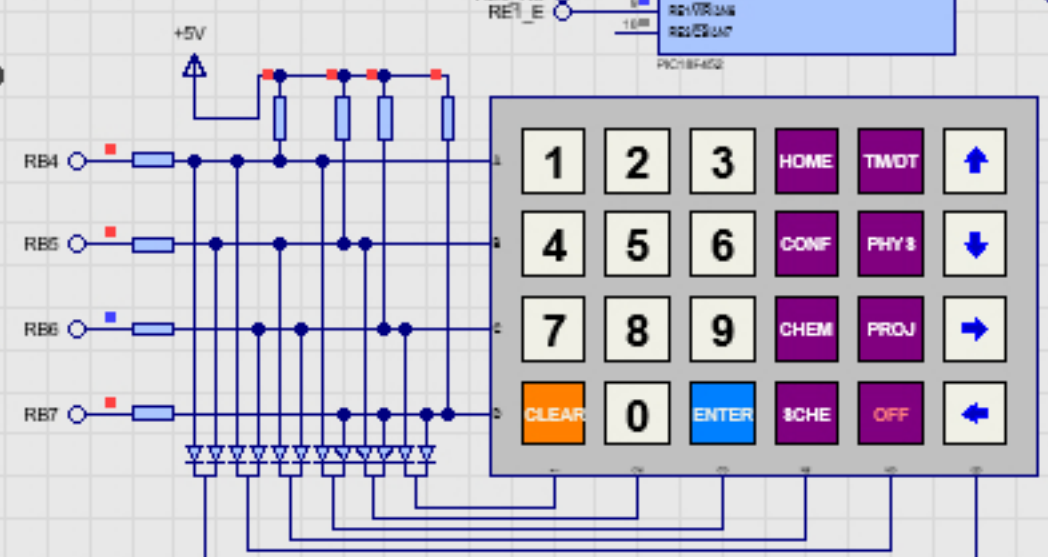 RE1_E
+5V
PIC18F452
RB4
1 2 3 HOME TM/DT
RB5
4 5 6 CONF PHYS
RB6
7 8 9 CHEM PROJ
RB7
CLEAR 0 ENTER SCHE OFF